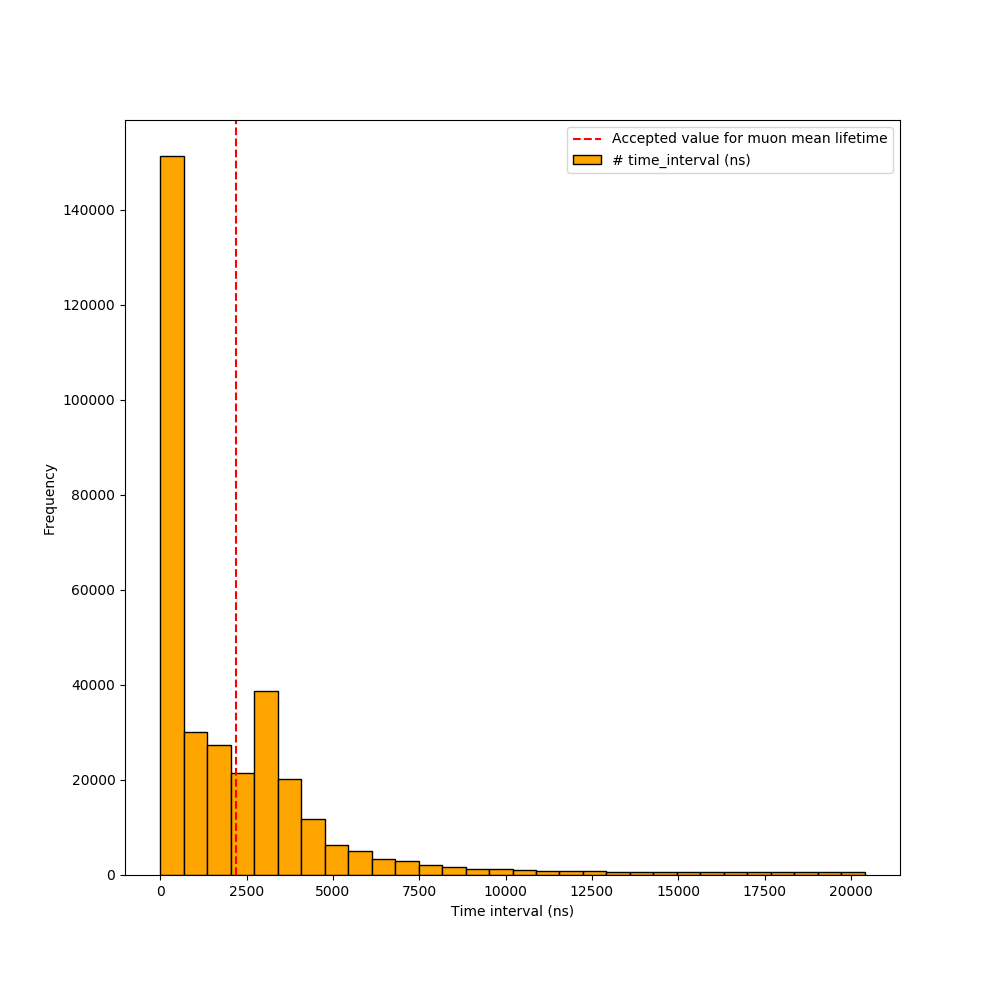 Accepted value for muon mean lifetime
# time_interval (ns)
140000
120000
100000
80000
60000
40000
20000
0
Frequency
0 2500 5000 7500 10000 12500 15000 17500 20000
Time interval (ns)